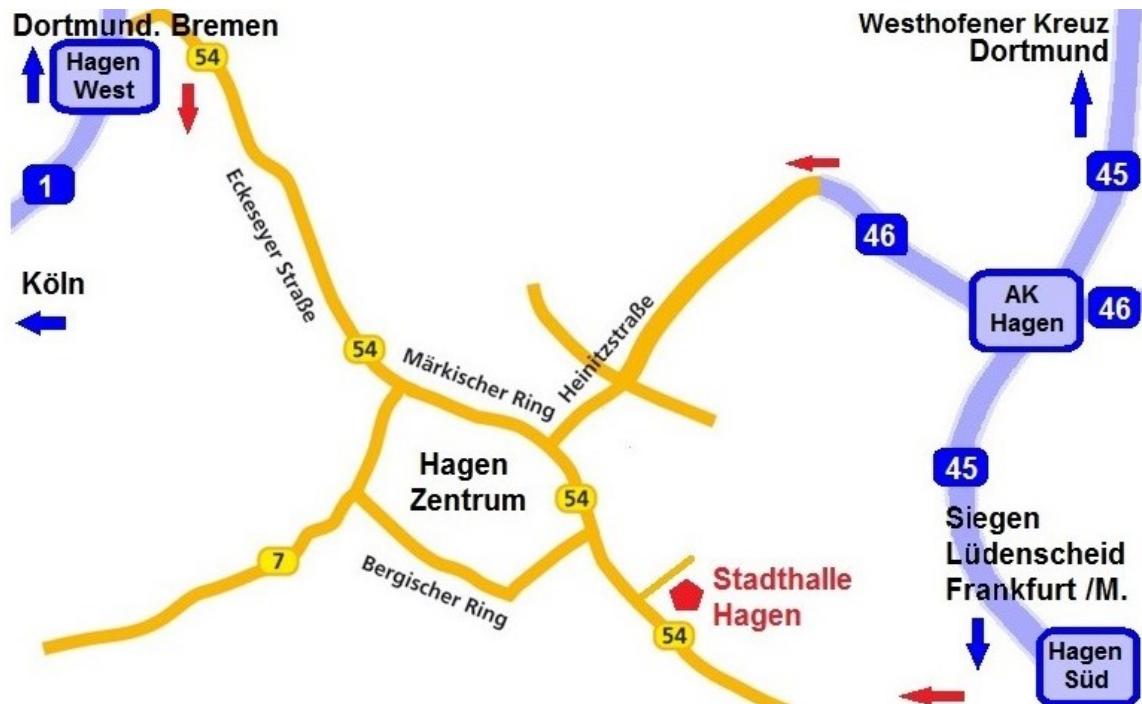 Dortmund. Bremen
Hagen
West
54
1
Köln
Eckeseyer Straße
54
Märkischer Ring
Heinitzstraße
Westhofener Kreuz
Dortmund
45
46
AK
Hagen
46
Hagen
Zentrum
54
7
Bergischer Ring
Stadthalle
Hagen
54
45
Siegen
Lüdenscheid
Frankfurt /M.
Hagen
Süd